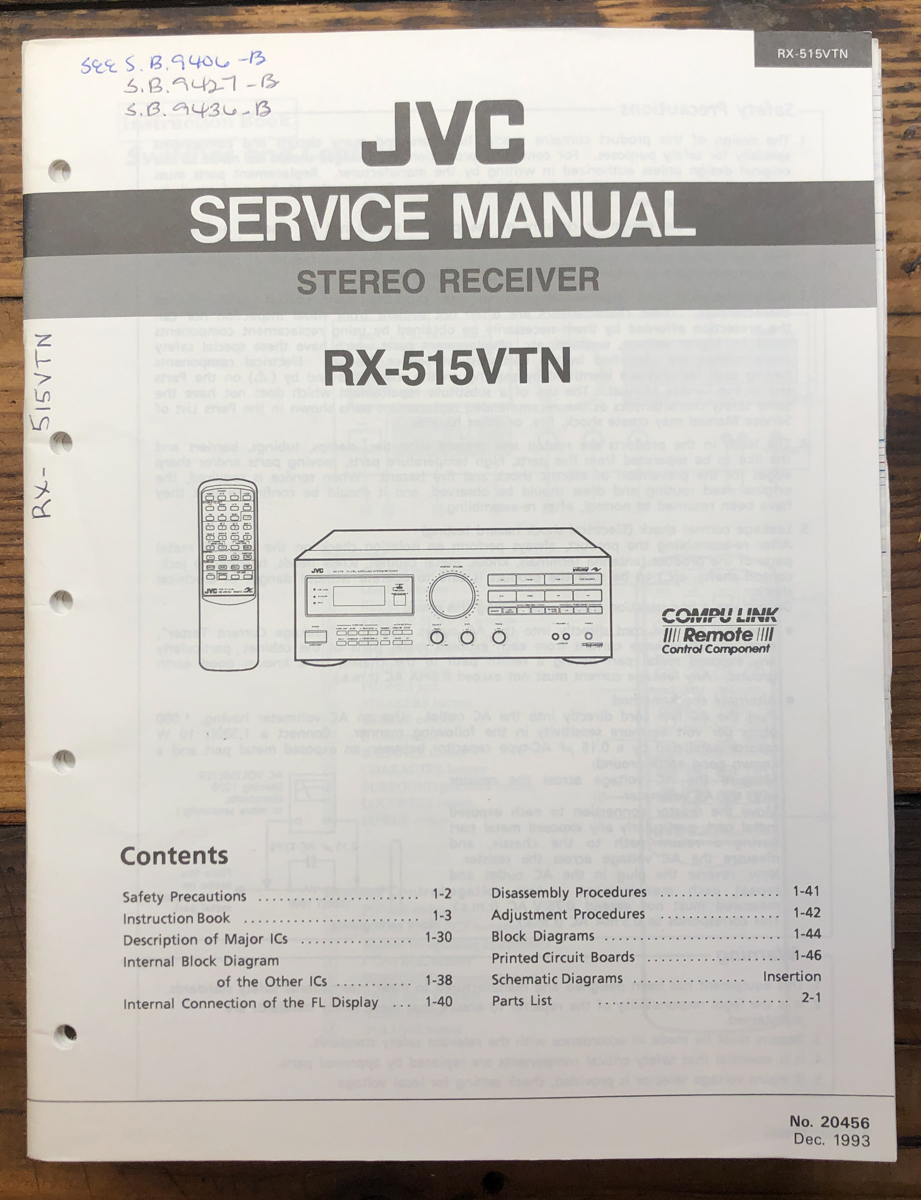 RX-515VTN
SEE S.B.9406-B
S.B.9427-B
S.B.9436-B
JVC
SERVICE MANUAL
STEREO RECEIVER
RX-515VTN
RX- 515VTN
JVC
JVC
COMPU LINK
Remote
Control Component
Contents
Safety Precautions ........................ 1-2
Instruction Book .......................... 1-3
Description of Major ICs ................ 1-30
Internal Block Diagram
of the Other ICs ........... 1-38
Internal Connection of the FL Display ... 1-40
Disassembly Procedures ................ 1-41
Adjustment Procedures ................. 1-42
Block Diagrams ........................ 1-44
Printed Circuit Boards .................. 1-46
Schematic Diagrams ................ Insertion
Parts List .......................... 2-1
No. 20456
Dec. 1993